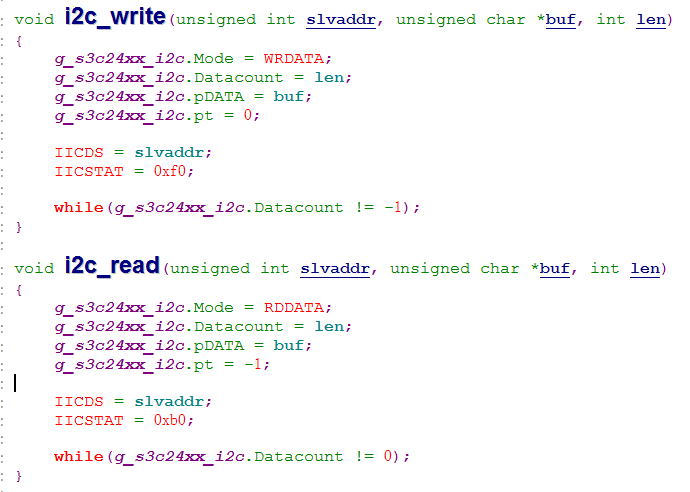 void i2c_write(unsigned int slvaddr, unsigned char *buf, int len)
{
    g_s3c24xx_i2c.Mode = WRDATA;
    g_s3c24xx_i2c.Datacount = len;
    g_s3c24xx_i2c.pDATA = buf;
    g_s3c24xx_i2c.pt = 0;
    IICDS = slvaddr;
    IICSTAT = 0xf0;
    while(g_s3c24xx_i2c.Datacount != -1);
}
void i2c_read(unsigned int slvaddr, unsigned char *buf, int len)
{
    g_s3c24xx_i2c.Mode = RDDATA;
    g_s3c24xx_i2c.Datacount = len;
    g_s3c24xx_i2c.pDATA = buf;
    g_s3c24xx_i2c.pt = -1;
    IICDS = slvaddr;
    IICSTAT = 0xb0;
    while(g_s3c24xx_i2c.Datacount != 0);
}